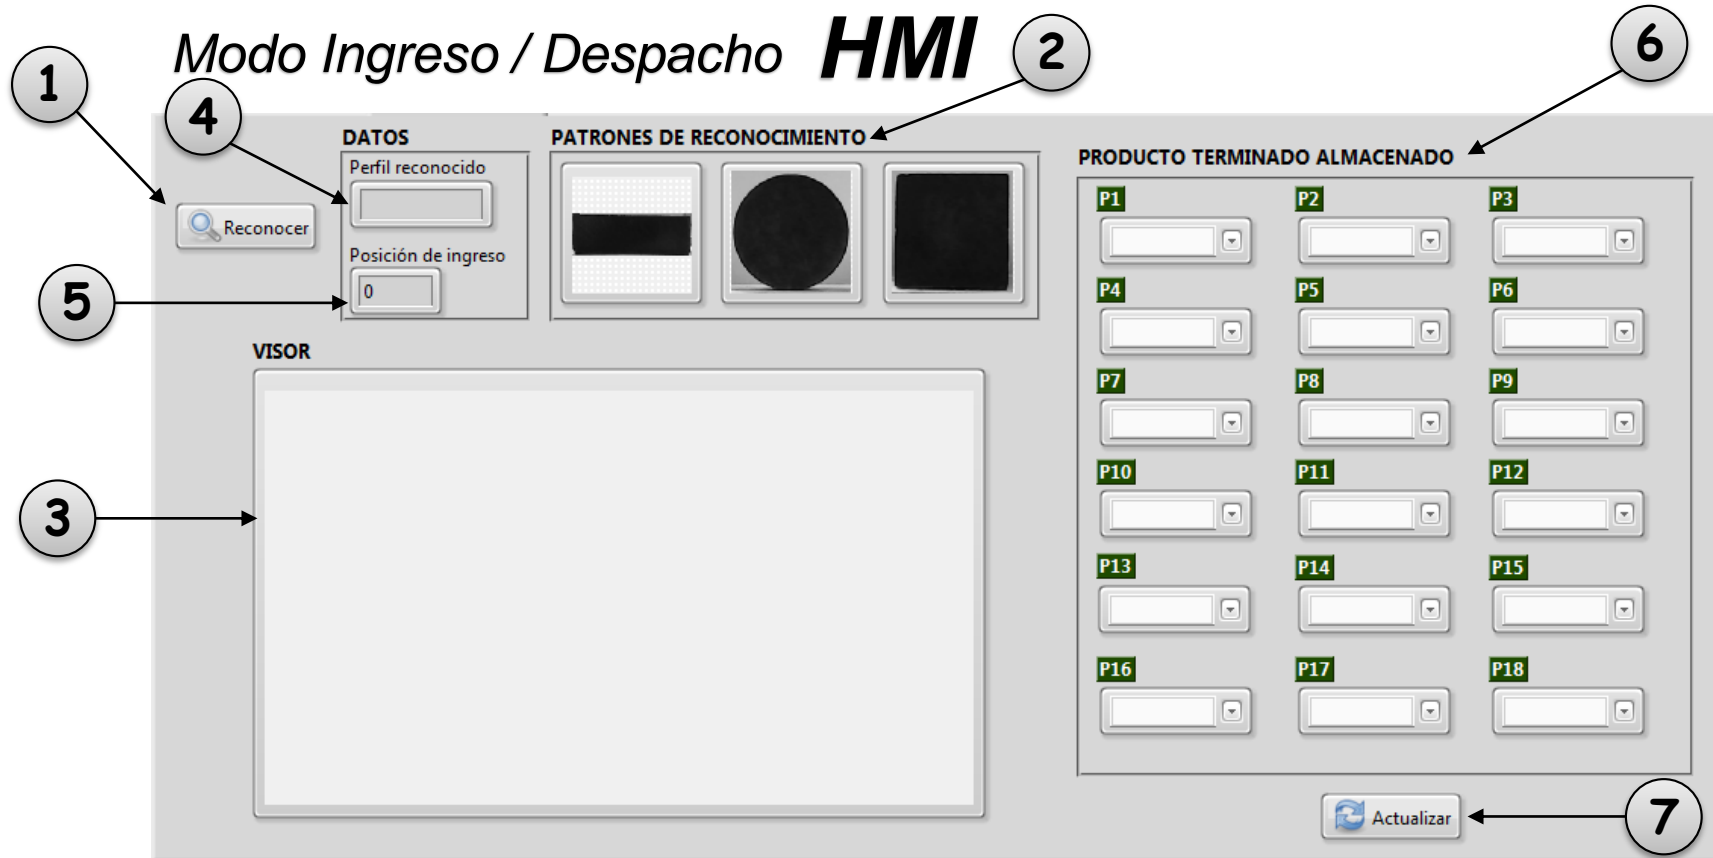 Modo Ingreso / Despacho HMI
1
2
6
4
DATOS
PATRONES DE RECONOCIMIENTO
PRODUCTO TERMINADO ALMACENADO
Perfil reconocido
Reconocer
Posición de ingreso
0
5
P1 P2 P3
P4 P5 P6
VISOR
P7 P8 P9
P10 P11 P12
3
P13 P14 P15
P16 P17 P18
Actualizar
7